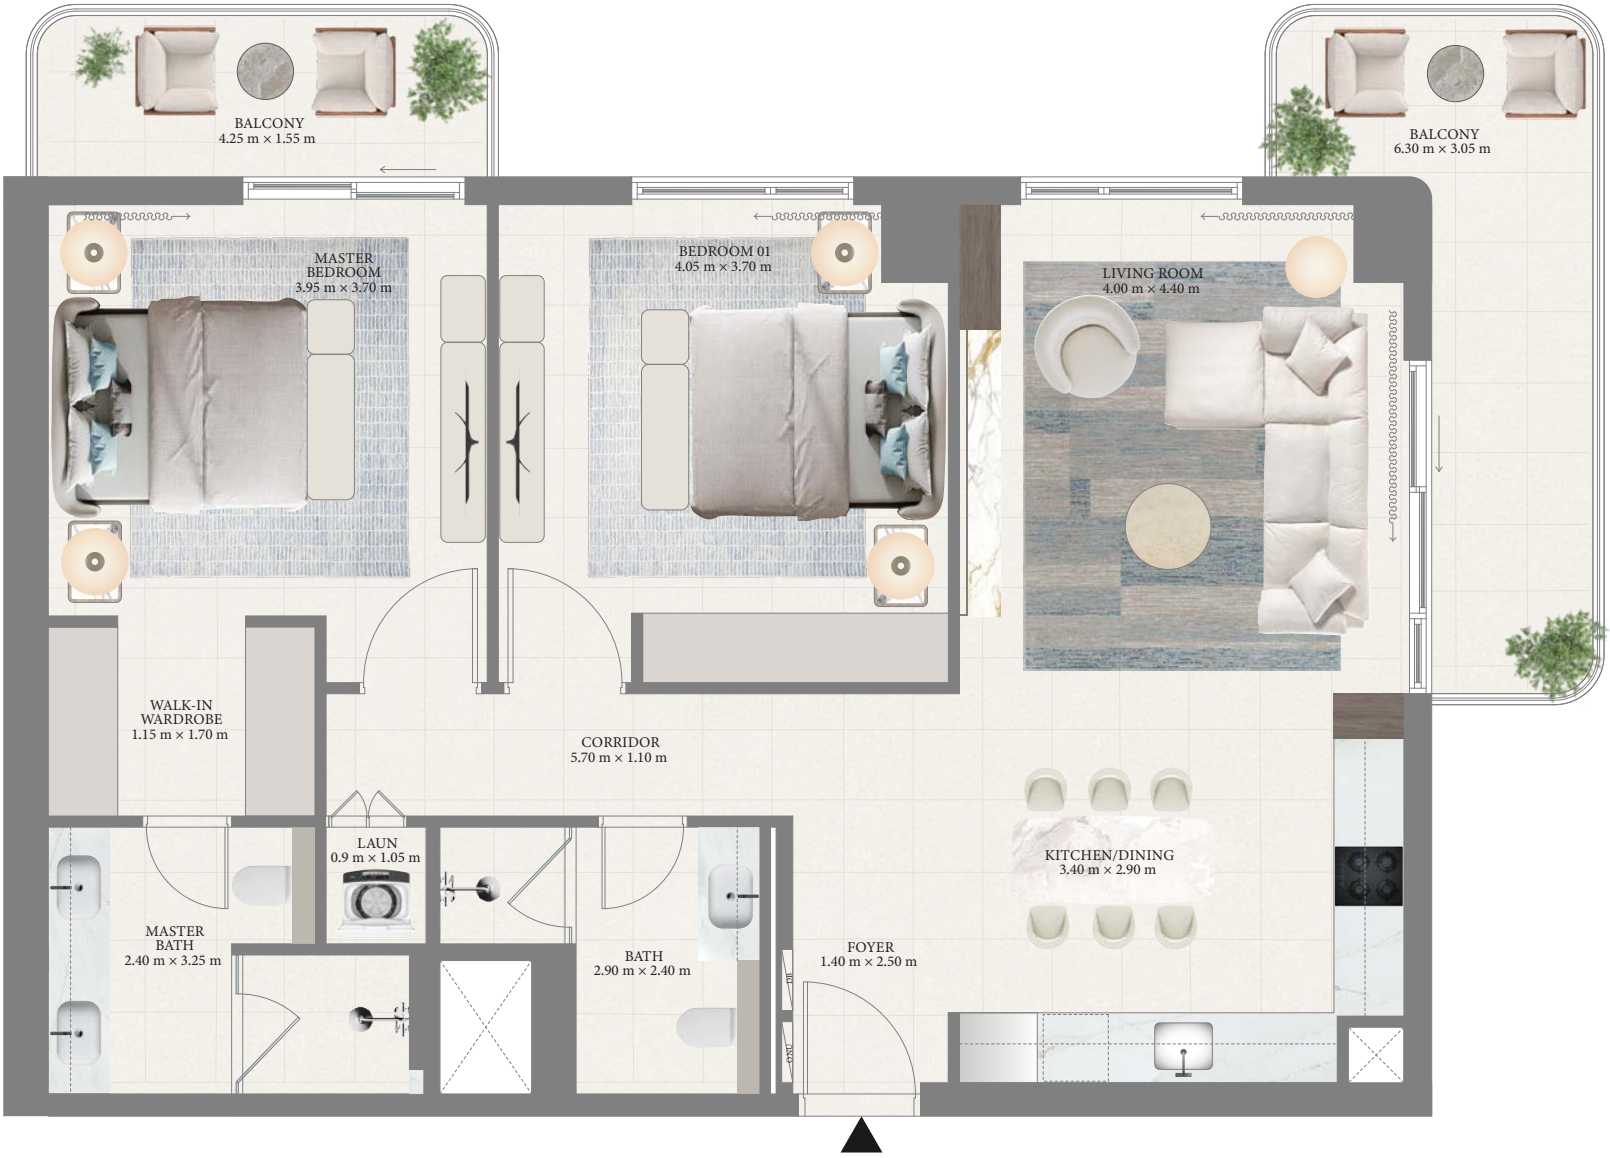 BALCONY
4.25 m × 1.55 m
BALCONY
6.30 m × 3.05 m
MASTER
BEDROOM
3.95 m × 3.70 m
BEDROOM 01
4.05 m × 3.70 m
LIVING ROOM
4.00 m × 4.40 m
WALK-IN
WARDROBE
1.15 m × 1.70 m
CORRIDOR
5.70 m × 1.10 m
LAUN
0.9 m × 1.05 m
KITCHEN/DINING
3.40 m × 2.90 m
MASTER
BATH
2.40 m × 3.25 m
BATH
2.90 m × 2.40 m
FOYER
1.40 m × 2.50 m
DB
ONU